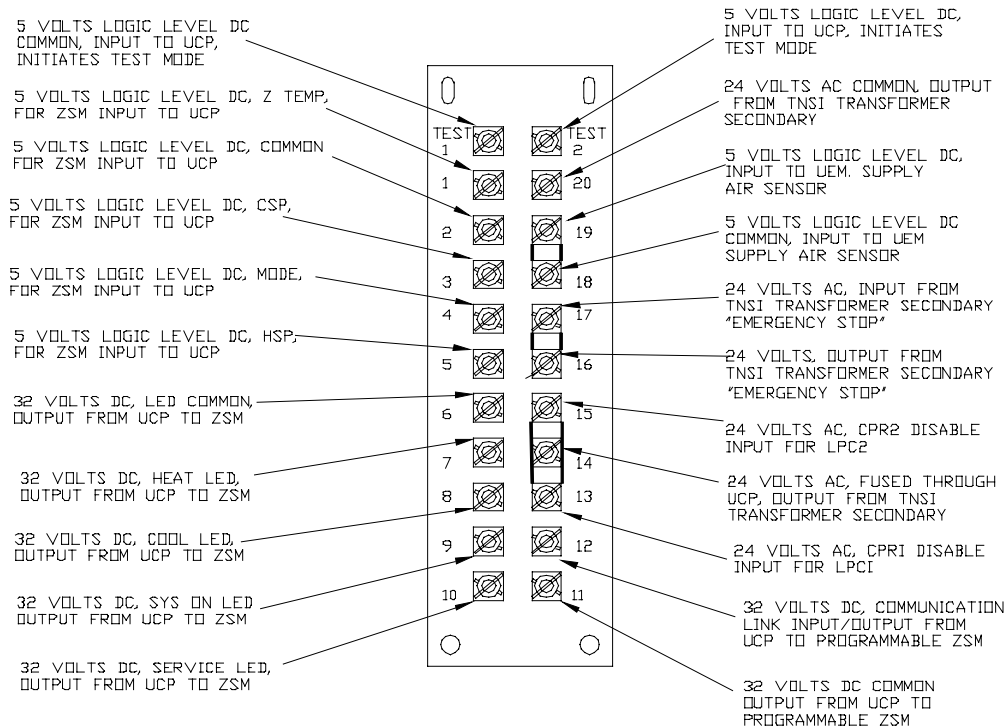 5 VOLTS LOGIC LEVEL DC
COMMON, INPUT TO UCP,
INITIATES TEST MODE
5 VOLTS LOGIC LEVEL DC, Z TEMP,
FOR ZSM INPUT TO UCP
5 VOLTS LOGIC LEVEL DC, COMMON
FOR ZSM INPUT TO UCP
5 VOLTS LOGIC LEVEL DC, CSP,
FOR ZSM INPUT TO UCP
5 VOLTS LOGIC LEVEL DC, MODE,
FOR ZSM INPUT TO UCP
5 VOLTS LOGIC LEVEL DC, HSP,
FOR ZSM INPUT TO UCP
32 VOLTS DC, LED COMMON,
OUTPUT FROM UCP TO ZSM
32 VOLTS DC, HEAT LED,
OUTPUT FROM UCP TO ZSM
32 VOLTS DC, COOL LED,
OUTPUT FROM UCP TO ZSM
32 VOLTS DC, SYS ON LED
OUTPUT FROM UCP TO ZSM
32 VOLTS DC, SERVICE LED,
OUTPUT FROM UCP TO ZSM
TEST
1
TEST
2
1
20
2
19
3
18
4
17
5
16
6
15
7
14
8
13
9
12
10
11
5 VOLTS LOGIC LEVEL DC,
INPUT TO UCP, INITIATES
TEST MODE
24 VOLTS AC COMMON, OUTPUT
FROM TNSI TRANSFORMER
SECONDARY
5 VOLTS LOGIC LEVEL DC,
INPUT TO UEM. SUPPLY
AIR SENSOR
5 VOLTS LOGIC LEVEL DC
COMMON, INPUT TO UEM
SUPPLY AIR SENSOR
24 VOLTS AC, INPUT FROM
TNSI TRANSFORMER SECONDARY
"EMERGENCY STOP"
24 VOLTS, OUTPUT FROM
TNSI TRANSFORMER SECONDARY
"EMERGENCY STOP"
24 VOLTS AC, CPR2 DISABLE
INPUT FOR LPC2
24 VOLTS AC, FUSED THROUGH
UCP, OUTPUT FROM TNSI
TRANSFORMER SECONDARY
24 VOLTS AC, CPRI DISABLE
INPUT FOR LPCI
32 VOLTS DC, COMMUNICATION
LINK INPUT/OUTPUT FROM
UCP TO PROGRAMMABLE ZSM
32 VOLTS DC COMMON
OUTPUT FROM UCP TO
PROGRAMMABLE ZSM